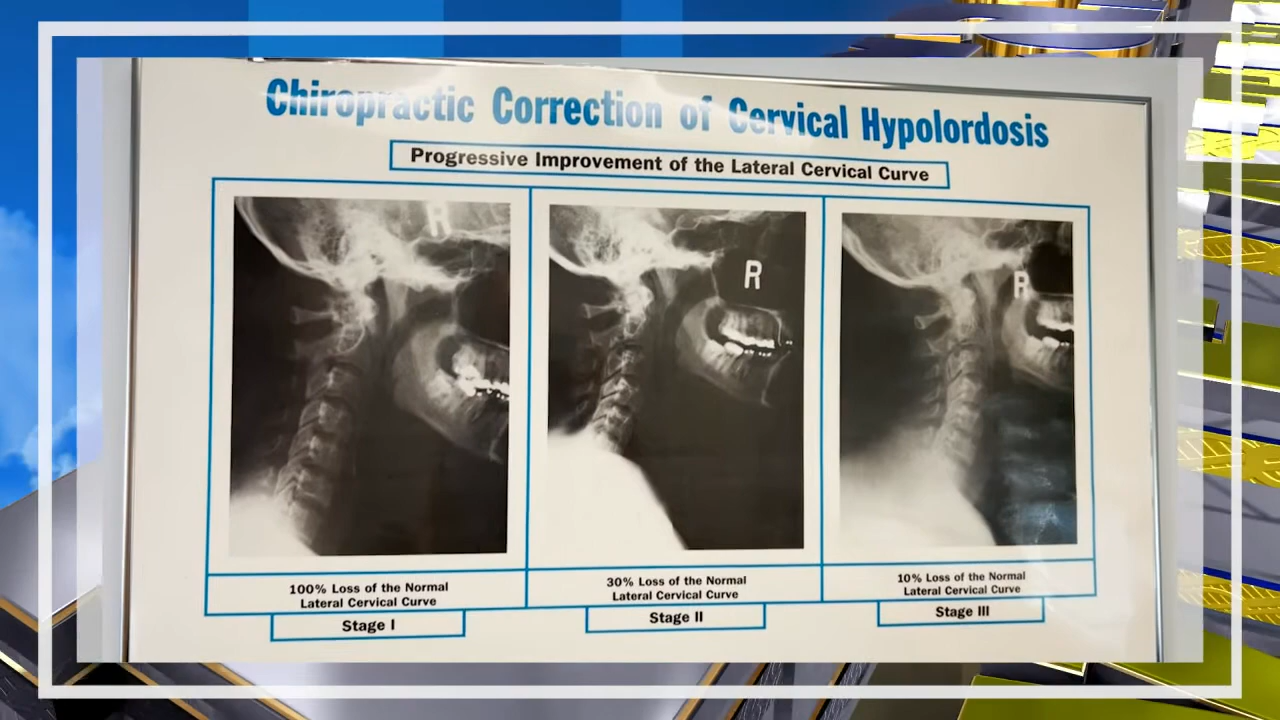 Chiropractic Correction of Cervical Hypolordosis
Progressive Improvement of the Lateral Cervical Curve
R
R
R
100% Loss of the Normal
Lateral Cervical Curve
Stage I
30% Loss of the Normal
Lateral Cervical Curve
Stage II
10% Loss of the Normal
Lateral Cervical Curve
Stage III